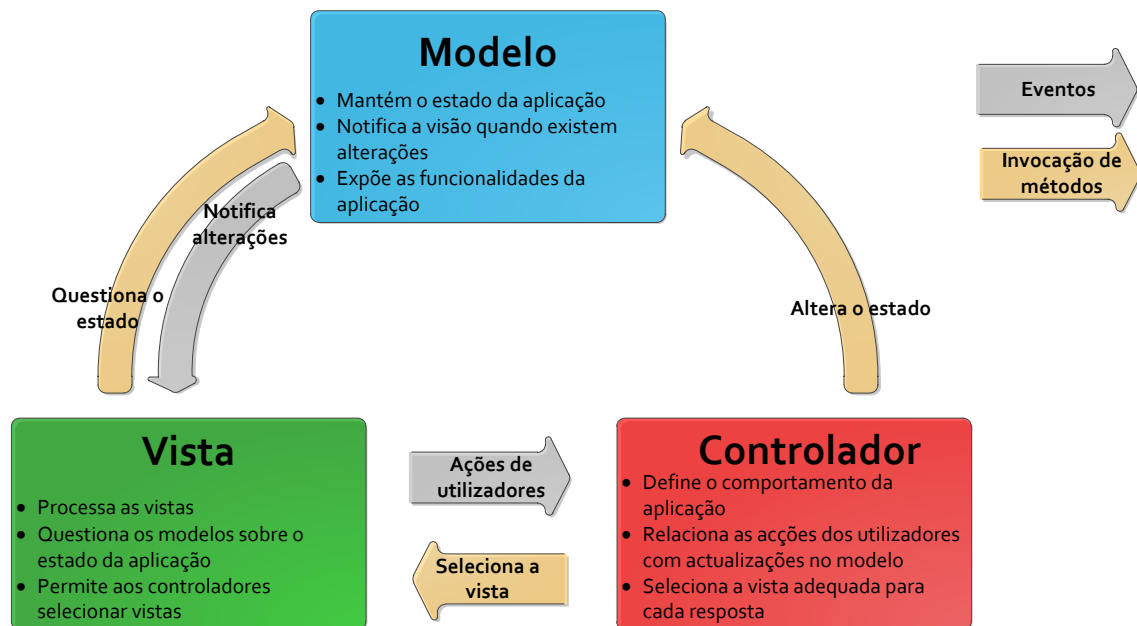 Modelo
• Mantém o estado da aplicação
• Notifica a visão quando existem
alterações
• Expõe as funcionalidades da
aplicação
Eventos
Invocação de
métodos
Notifica
alterações
Questiona o
estado
Altera o estado
Vista
• Processa as vistas
• Questiona os modelos sobre o
estado da aplicação
• Permite aos controladores
selecionar vistas
Ações de
utilizadores
Seleciona a
vista
Controlador
• Define o comportamento da
aplicação
• Relaciona as acções dos utilizadores
com actualizações no modelo
• Seleciona a vista adequada para
cada resposta